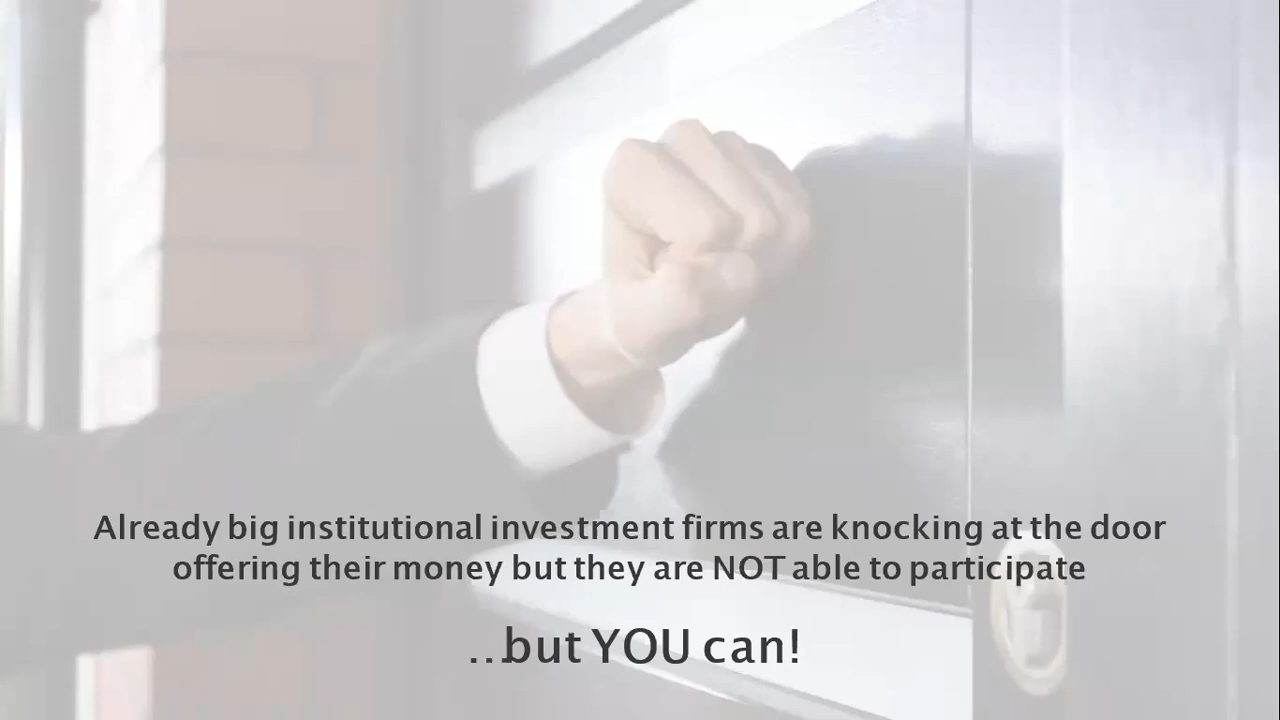 Already big institutional investment firms are knocking at the door
offering their money but they are NOT able to participate
...but YOU can!